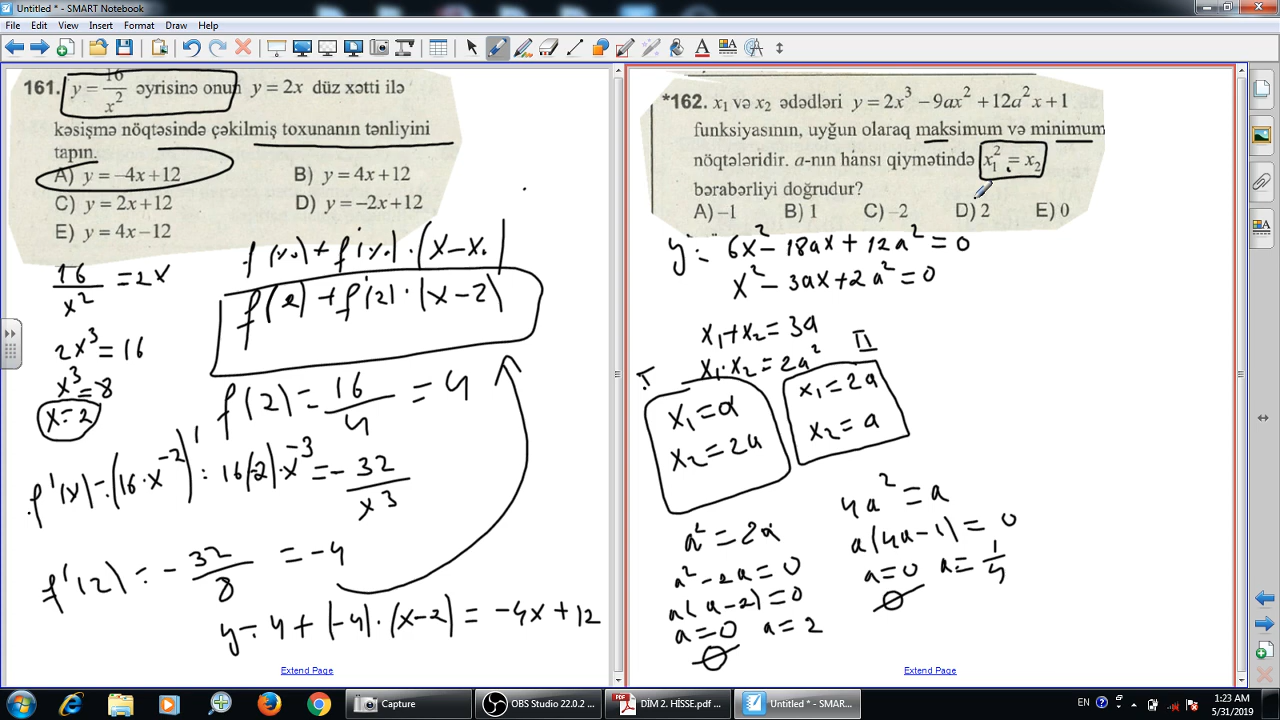 Untitled * - SMART Notebook
File Edit View Insert Format Tools Add-ons Draw Help
161. y = 16/x² əyrisinə onun y = 2x düz xətti ilə
kəsişmə nöqtəsində çəkilmiş toxunanın tənliyini
tapın.
A) y = -4x + 12 B) y = 4x + 12
C) y = 2x + 12 D) y = -2x + 12
E) y = 4x - 12
f(x₀) + f'(x₀) · (x - x₀)
16/x² = 2x
f(2) + f'(2) · (x - 2)
2x³ = 16
x³ = 8
x = 2
f(2) = 16/4 = 4
f'(x) = (16 · x⁻²)' = 16(-2) · x⁻³ = - 32/x³
f'(2) = - 32/8 = -4
y = 4 + (-4) · (x - 2) = -4x + 12
Extend Page
*162. x₁ və x₂ ədədləri y = 2x³ - 9ax² + 12a²x + 1
funksiyasının, uyğun olaraq maksimum və minimum
nöqtələridir. a-nın hansı qiymətində x₁² = x₂
bərabərliyi doğrudur?
A) -1 B) 1 C) -2 D) 2 E) 0
y' = 6x² - 18ax + 12a² = 0
x² - 3ax + 2a² = 0
x₁ + x₂ = 3a
x₁ · x₂ = 2a²
I
x₁ = a
x₂ = 2a
II
x₁ = 2a
x₂ = a
a² = 2a
a² - 2a = 0
a(a - 2) = 0
a = 0 a = 2
∅
4a² = a
a(4a - 1) = 0
a = 0 a = 1/4
∅
Extend Page
Capture
OBS Studio 22.0.2 ...
DİM 2. HİSSE.pdf ...
Untitled * - SMAR...
EN
1:23 AM
5/31/2019